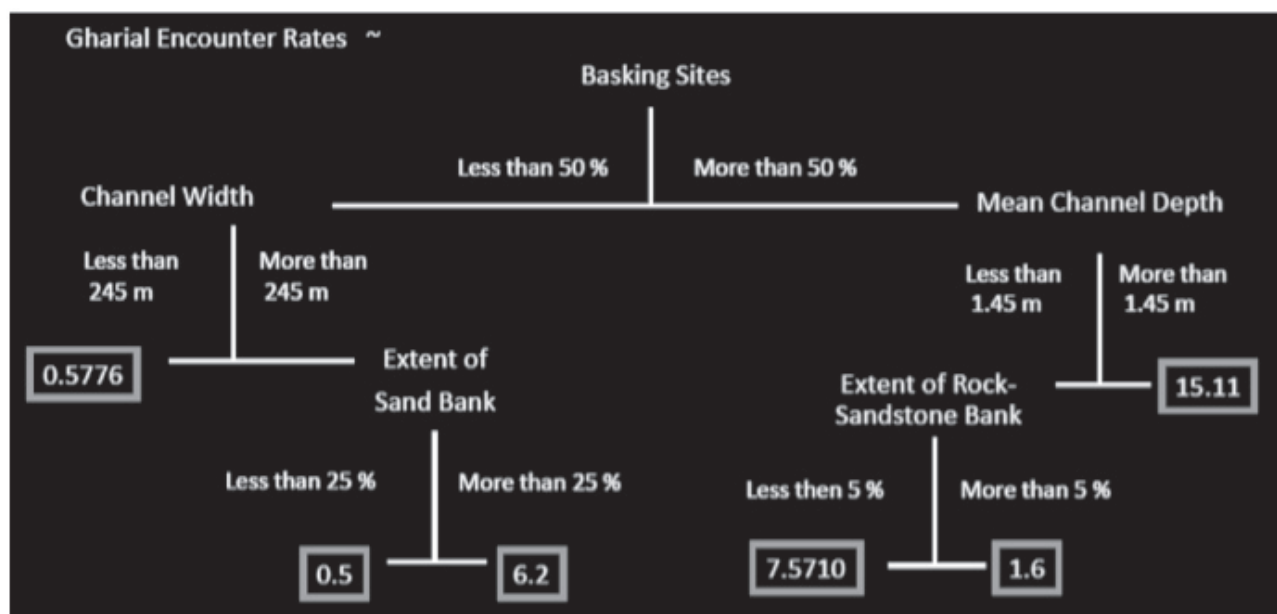 Gharial Encounter Rates ~
Basking Sites
Less than 50 %
More than 50 %
Channel Width
Mean Channel Depth
Less than
245 m
More than
245 m
Less than
1.45 m
More than
1.45 m
0.5776
Extent of
Sand Bank
Extent of Rock-
Sandstone Bank
15.11
Less than 25 %
More than 25 %
Less then 5 %
More than 5 %
0.5
6.2
7.5710
1.6